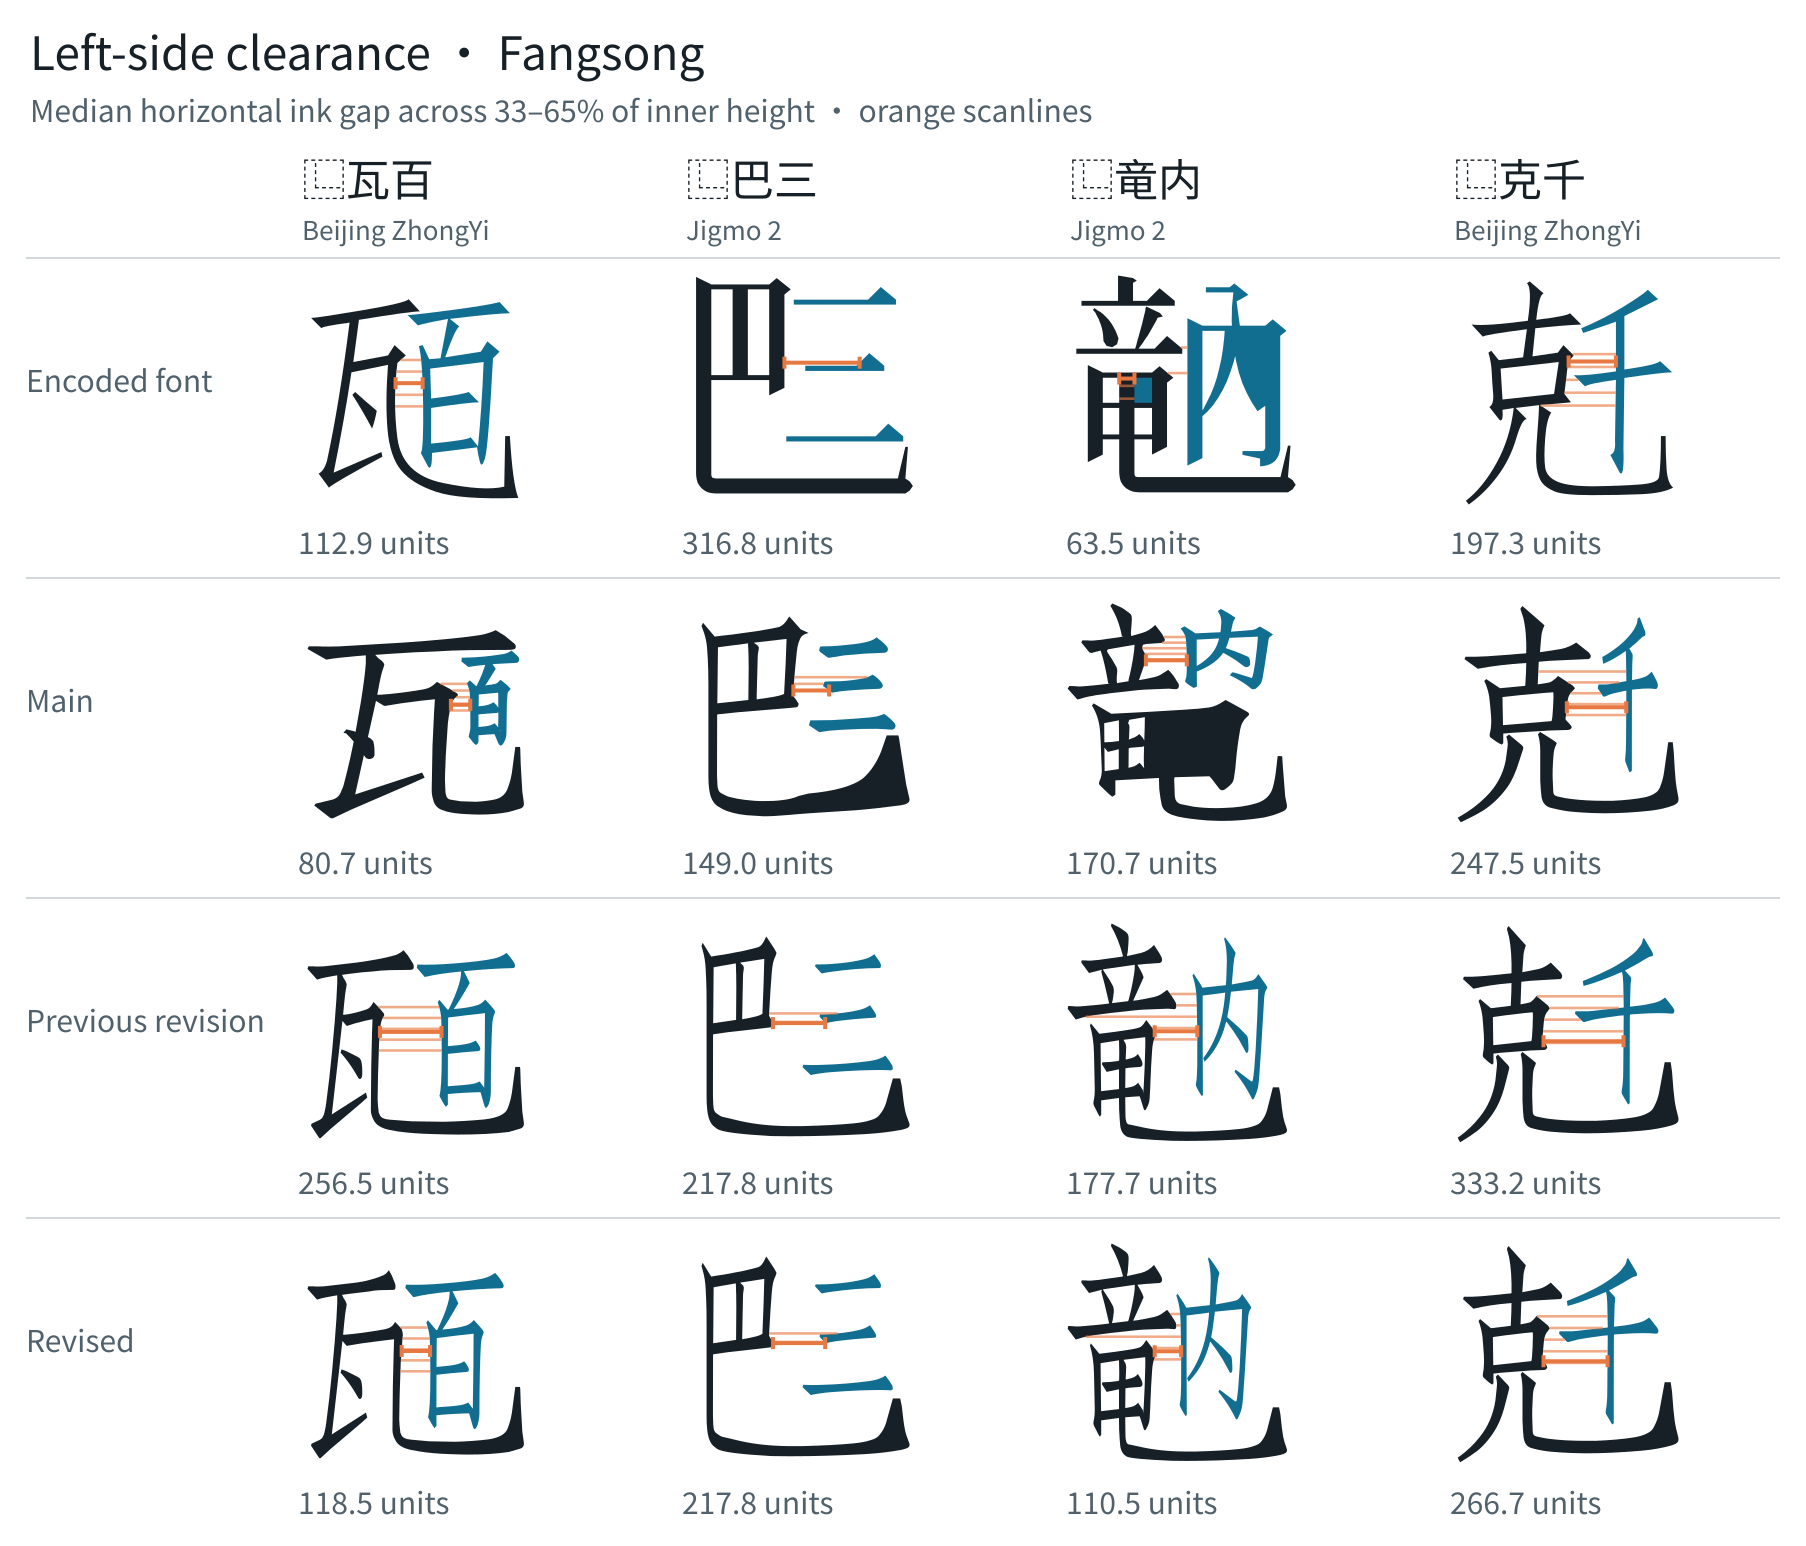 Left-side clearance · Fangsong
Median horizontal ink gap across 33–65% of inner height · orange scanlines
⿺瓦百 ⿺巴三 ⿺竜内 ⿺克千
Beijing ZhongYi Jigmo 2 Jigmo 2 Beijing ZhongYi
Encoded font
112.9 units 316.8 units 63.5 units 197.3 units
Main
80.7 units 149.0 units 170.7 units 247.5 units
Previous revision
256.5 units 217.8 units 177.7 units 333.2 units
Revised
118.5 units 217.8 units 110.5 units 266.7 units